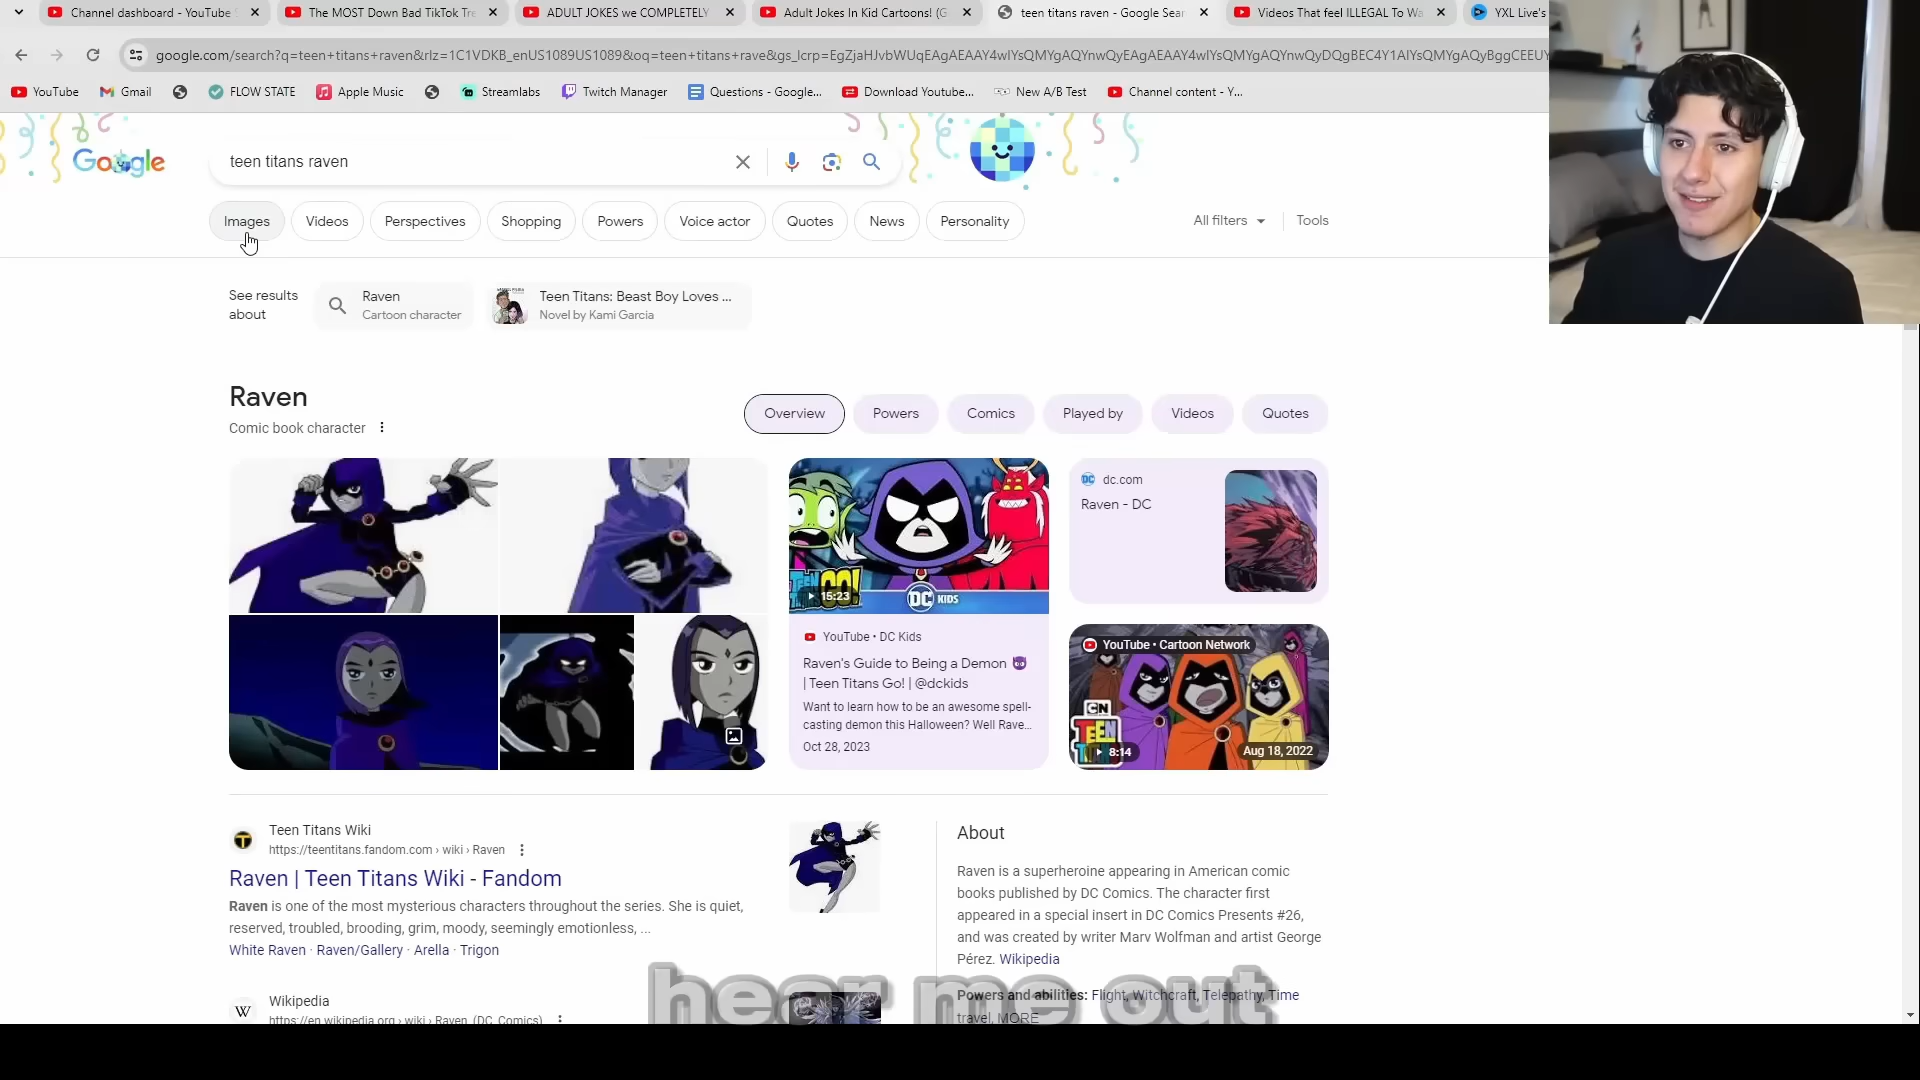 Channel dashboard - YouTube S
The MOST Down Bad TikTok Tre
ADULT JOKES we COMPLETELY
Adult Jokes In Kid Cartoons! (G
teen titans raven - Google Sear
Videos That feel ILLEGAL To Wa
YXL Live's
google.com/search?q=teen+titans+raven&rlz=1C1VDKB_enUS1089US1089&oq=teen+titans+rave&gs_lcrp=
YouTube
Gmail
FLOW STATE
Apple Music
Streamlabs
Twitch Manager
Questions - Google...
Download Youtube...
New A/B Test
Channel content - Y...
Google
teen titans raven
Images
Videos
Perspectives
Shopping
Powers
Voice actor
Quotes
News
Personality
All filters
Tools
See results
about
Raven
Cartoon character
Teen Titans: Beast Boy Loves ...
Novel by Kami Garcia
Raven
Comic book character
Overview
Powers
Comics
Played by
Videos
Quotes
15:23
DC KIDS
YouTube • DC Kids
Raven's Guide to Being a Demon 😈
| Teen Titans Go! | @dckids
Want to learn how to be an awesome spell-
casting demon this Halloween? Well Rave...
Oct 28, 2023
dc.com
Raven - DC
YouTube • Cartoon Network
CN
TEEN
8:14
Aug 18, 2022
Teen Titans Wiki
https://teentitans.fandom.com › wiki › Raven
Raven | Teen Titans Wiki - Fandom
Raven is one of the most mysterious characters throughout the series. She is quiet,
reserved, troubled, brooding, grim, moody, seemingly emotionless, ...
White Raven · Raven/Gallery · Arella · Trigon
W
Wikipedia
https://en.wikipedia.org › wiki › Raven_(DC_Comics)
About
Raven is a superheroine appearing in American comic
books published by DC Comics. The character first
appeared in a special insert in DC Comics Presents #26,
and was created by writer Marv Wolfman and artist George
Pérez. Wikipedia
Powers and abilities: Flight, Witchcraft, Telepathy, Time
travel, MORE
hear me out